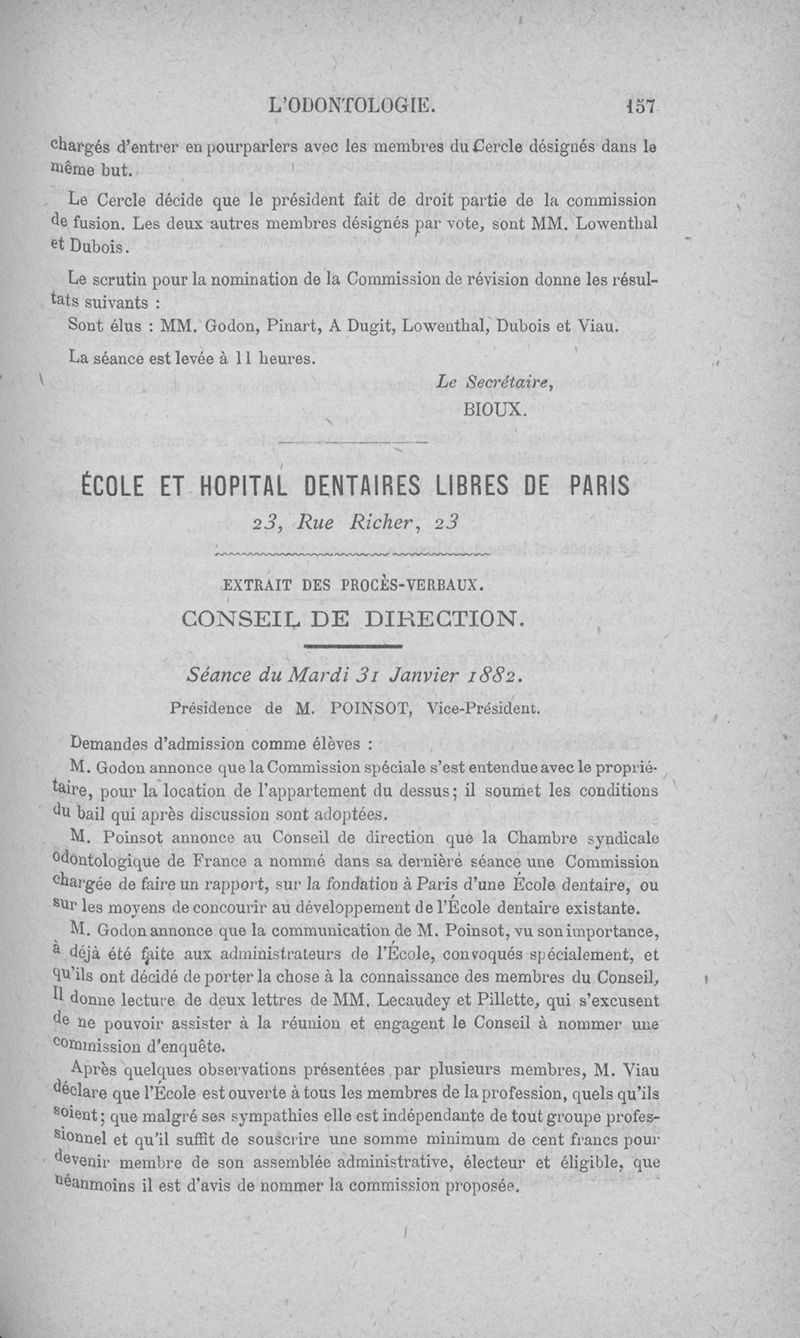 L'ODONTOLOGIE. 157
chargés d'entrer en pourparlers avec les membres du Cercle désignés dans le
même but.
Le Cercle décide que le président fait de droit partie de la commission
de fusion. Les deux autres membres désignés par vote, sont MM. Lowenthal
et Dubois.
Le scrutin pour la nomination de la Commission de révision donne les résul-
tats suivants :
Sont élus : MM. Godon, Pinart, A Dugit, Lowenthal, Dubois et Viau.
La séance est levée à 11 heures.
Le Secrétaire,
BIOUX.
ÉCOLE ET HOPITAL DENTAIRES LIBRES DE PARIS
23, Rue Richer, 23
EXTRAIT DES PROCÈS-VERBAUX.
CONSEIL DE DIRECTION.
Séance du Mardi 31 Janvier 1882.
Présidence de M. POINSOT, Vice-Président.
Demandes d'admission comme élèves :
M. Godon annonce que la Commission spéciale s'est entendue avec le proprié-
taire, pour la location de l'appartement du dessus; il soumet les conditions
du bail qui après discussion sont adoptées.
M. Poinsot annonce au Conseil de direction que la Chambre syndicale
Odontologique de France a nommé dans sa dernièré séance une Commission
chargée de faire un rapport, sur la fondation à Paris d'une École dentaire, ou
sur les moyens de concourir au développement de l'École dentaire existante.
M. Godon annonce que la communication de M. Poinsot, vu son importance,
à déjà été faite aux administrateurs de l'École, convoqués spécialement, et
qu'ils ont décidé de porter la chose à la connaissance des membres du Conseil,
Il donne lecture de deux lettres de MM. Lecaudey et Pillette, qui s'excusent
de ne pouvoir assister à la réunion et engagent le Conseil à nommer une
commission d'enquête.
Après quelques observations présentées par plusieurs membres, M. Viau
déclare que l'École est ouverte à tous les membres de la profession, quels qu'ils
soient; que malgré ses sympathies elle est indépendante de tout groupe profes-
sionnel et qu'il suffit de souscrire une somme minimum de cent francs pour
devenir membre de son assemblée administrative, électeur et éligible, que
néanmoins il est d'avis de nommer la commission proposée.